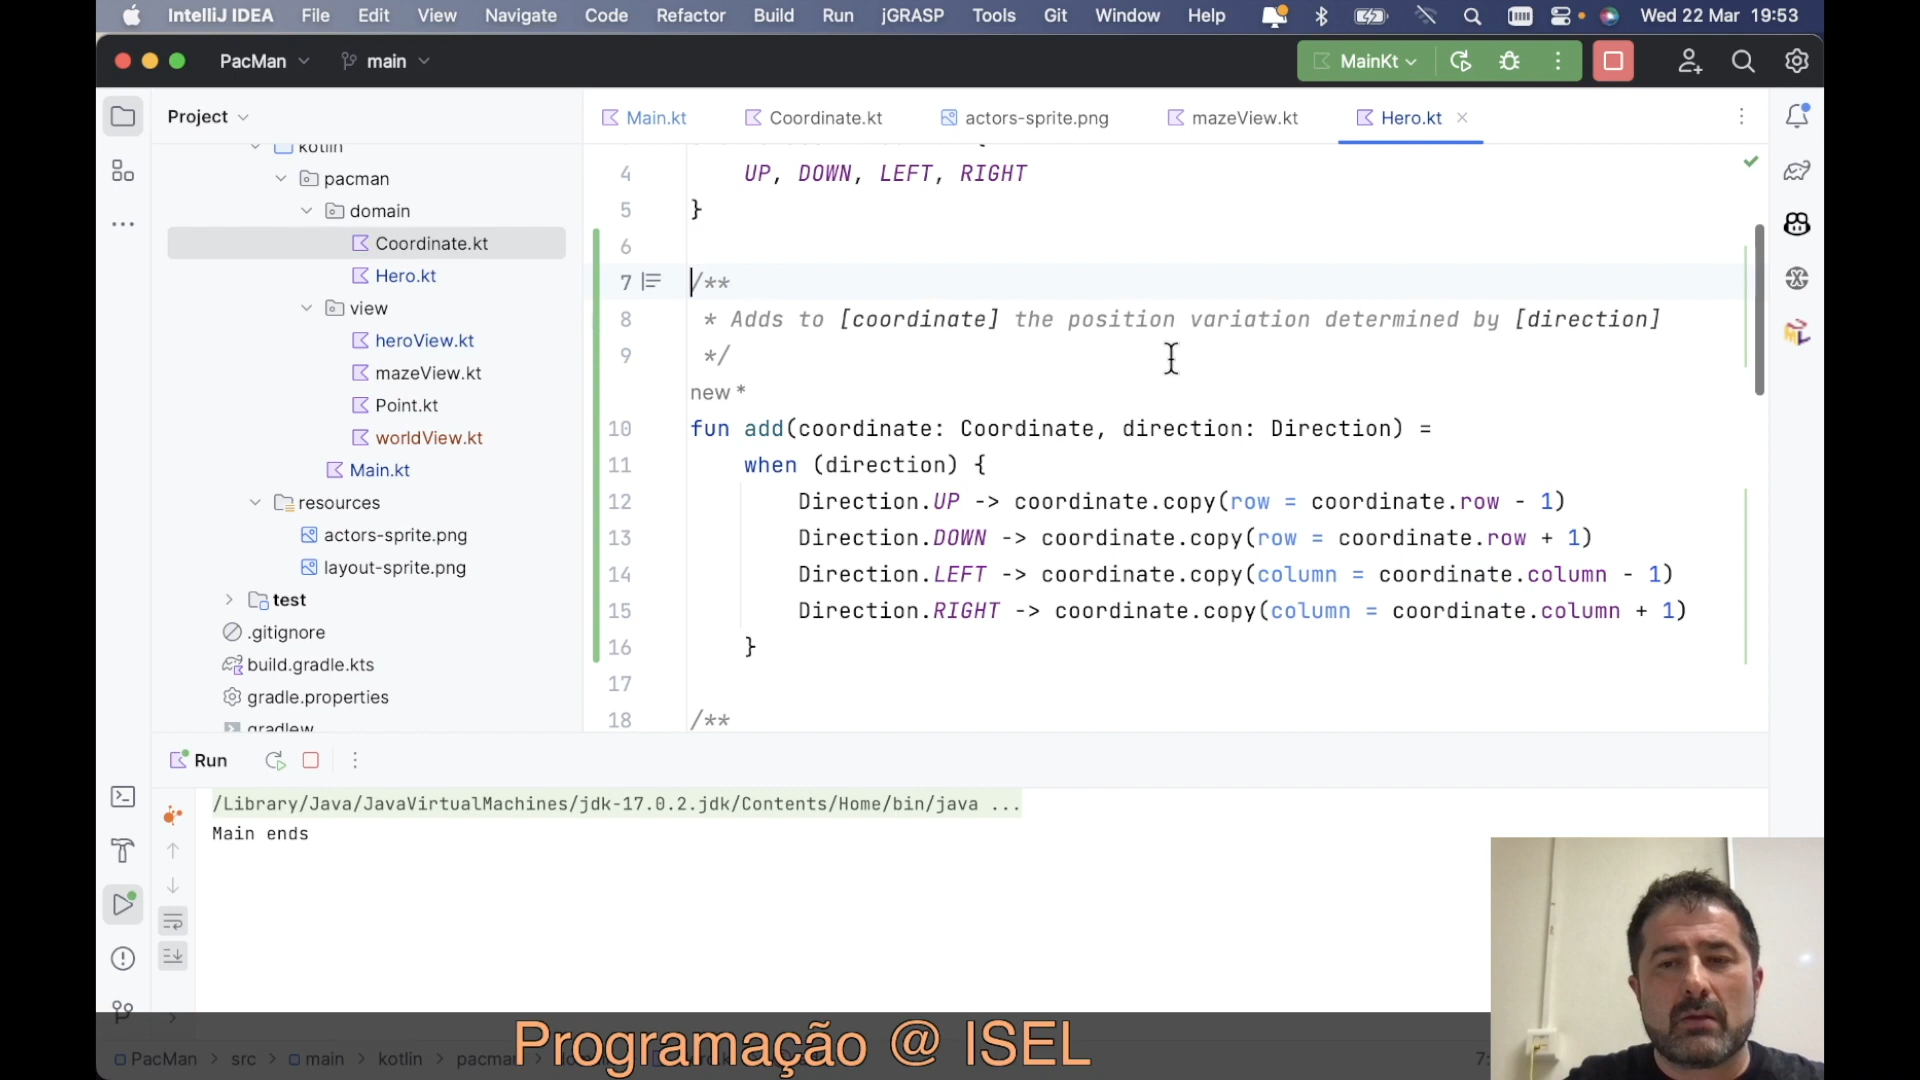 IntelliJ IDEA File Edit View Navigate Code Refactor Build Run jGRASP Tools Git Window Help Wed 22 Mar 19:53
PacMan main MainKt
Project
Main.kt Coordinate.kt actors-sprite.png mazeView.kt Hero.kt
kotlin
pacman
domain
Coordinate.kt
Hero.kt
view
heroView.kt
mazeView.kt
Point.kt
worldView.kt
Main.kt
resources
actors-sprite.png
layout-sprite.png
test
.gitignore
build.gradle.kts
gradle.properties
gradlew
4 UP, DOWN, LEFT, RIGHT
5 }
6
7 /**
8 * Adds to [coordinate] the position variation determined by [direction]
9 */
new *
10 fun add(coordinate: Coordinate, direction: Direction) =
11 when (direction) {
12 Direction.UP -> coordinate.copy(row = coordinate.row - 1)
13 Direction.DOWN -> coordinate.copy(row = coordinate.row + 1)
14 Direction.LEFT -> coordinate.copy(column = coordinate.column - 1)
15 Direction.RIGHT -> coordinate.copy(column = coordinate.column + 1)
16 }
17
18 /**
Run
/Library/Java/JavaVirtualMachines/jdk-17.0.2.jdk/Contents/Home/bin/java ...
Main ends
PacMan > src > main > kotlin >
Programação @ ISEL